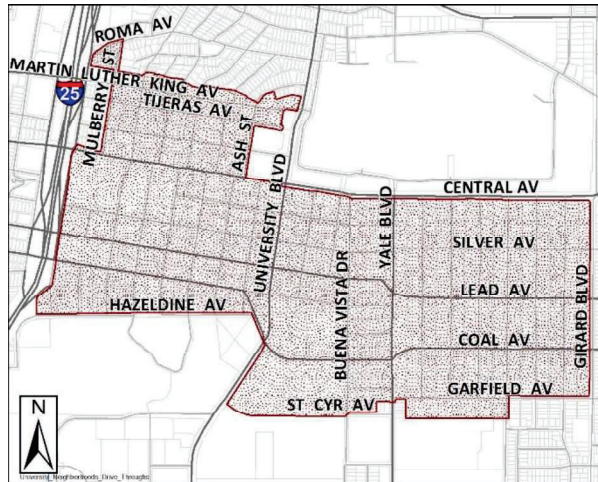 ROMA AV
MARTIN LUTHER KING AV
TIJERAS AV
25
MULBERRY ST
ASH ST
UNIVERSITY BLVD
CENTRAL AV
YALE BLVD
SILVER AV
BUENA VISTA DR
LEAD AV
HAZELDINE AV
GIRARD BLVD
COAL AV
GARFIELD AV
ST CYR AV
N
University_Neighborhoods_Drive_Throughs